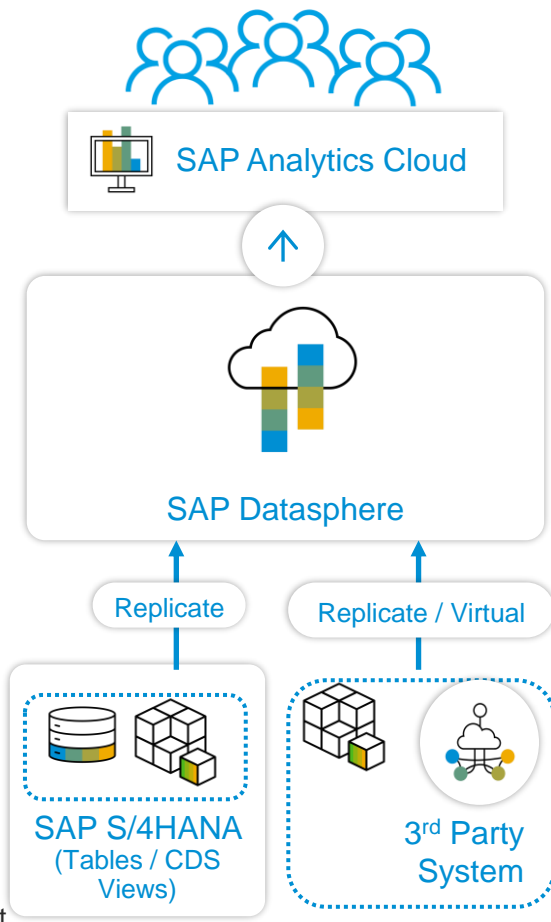 SAP Analytics Cloud
SAP Datasphere
Replicate
Replicate / Virtual
SAP S/4HANA
(Tables / CDS
Views)
3rd Party
System
t